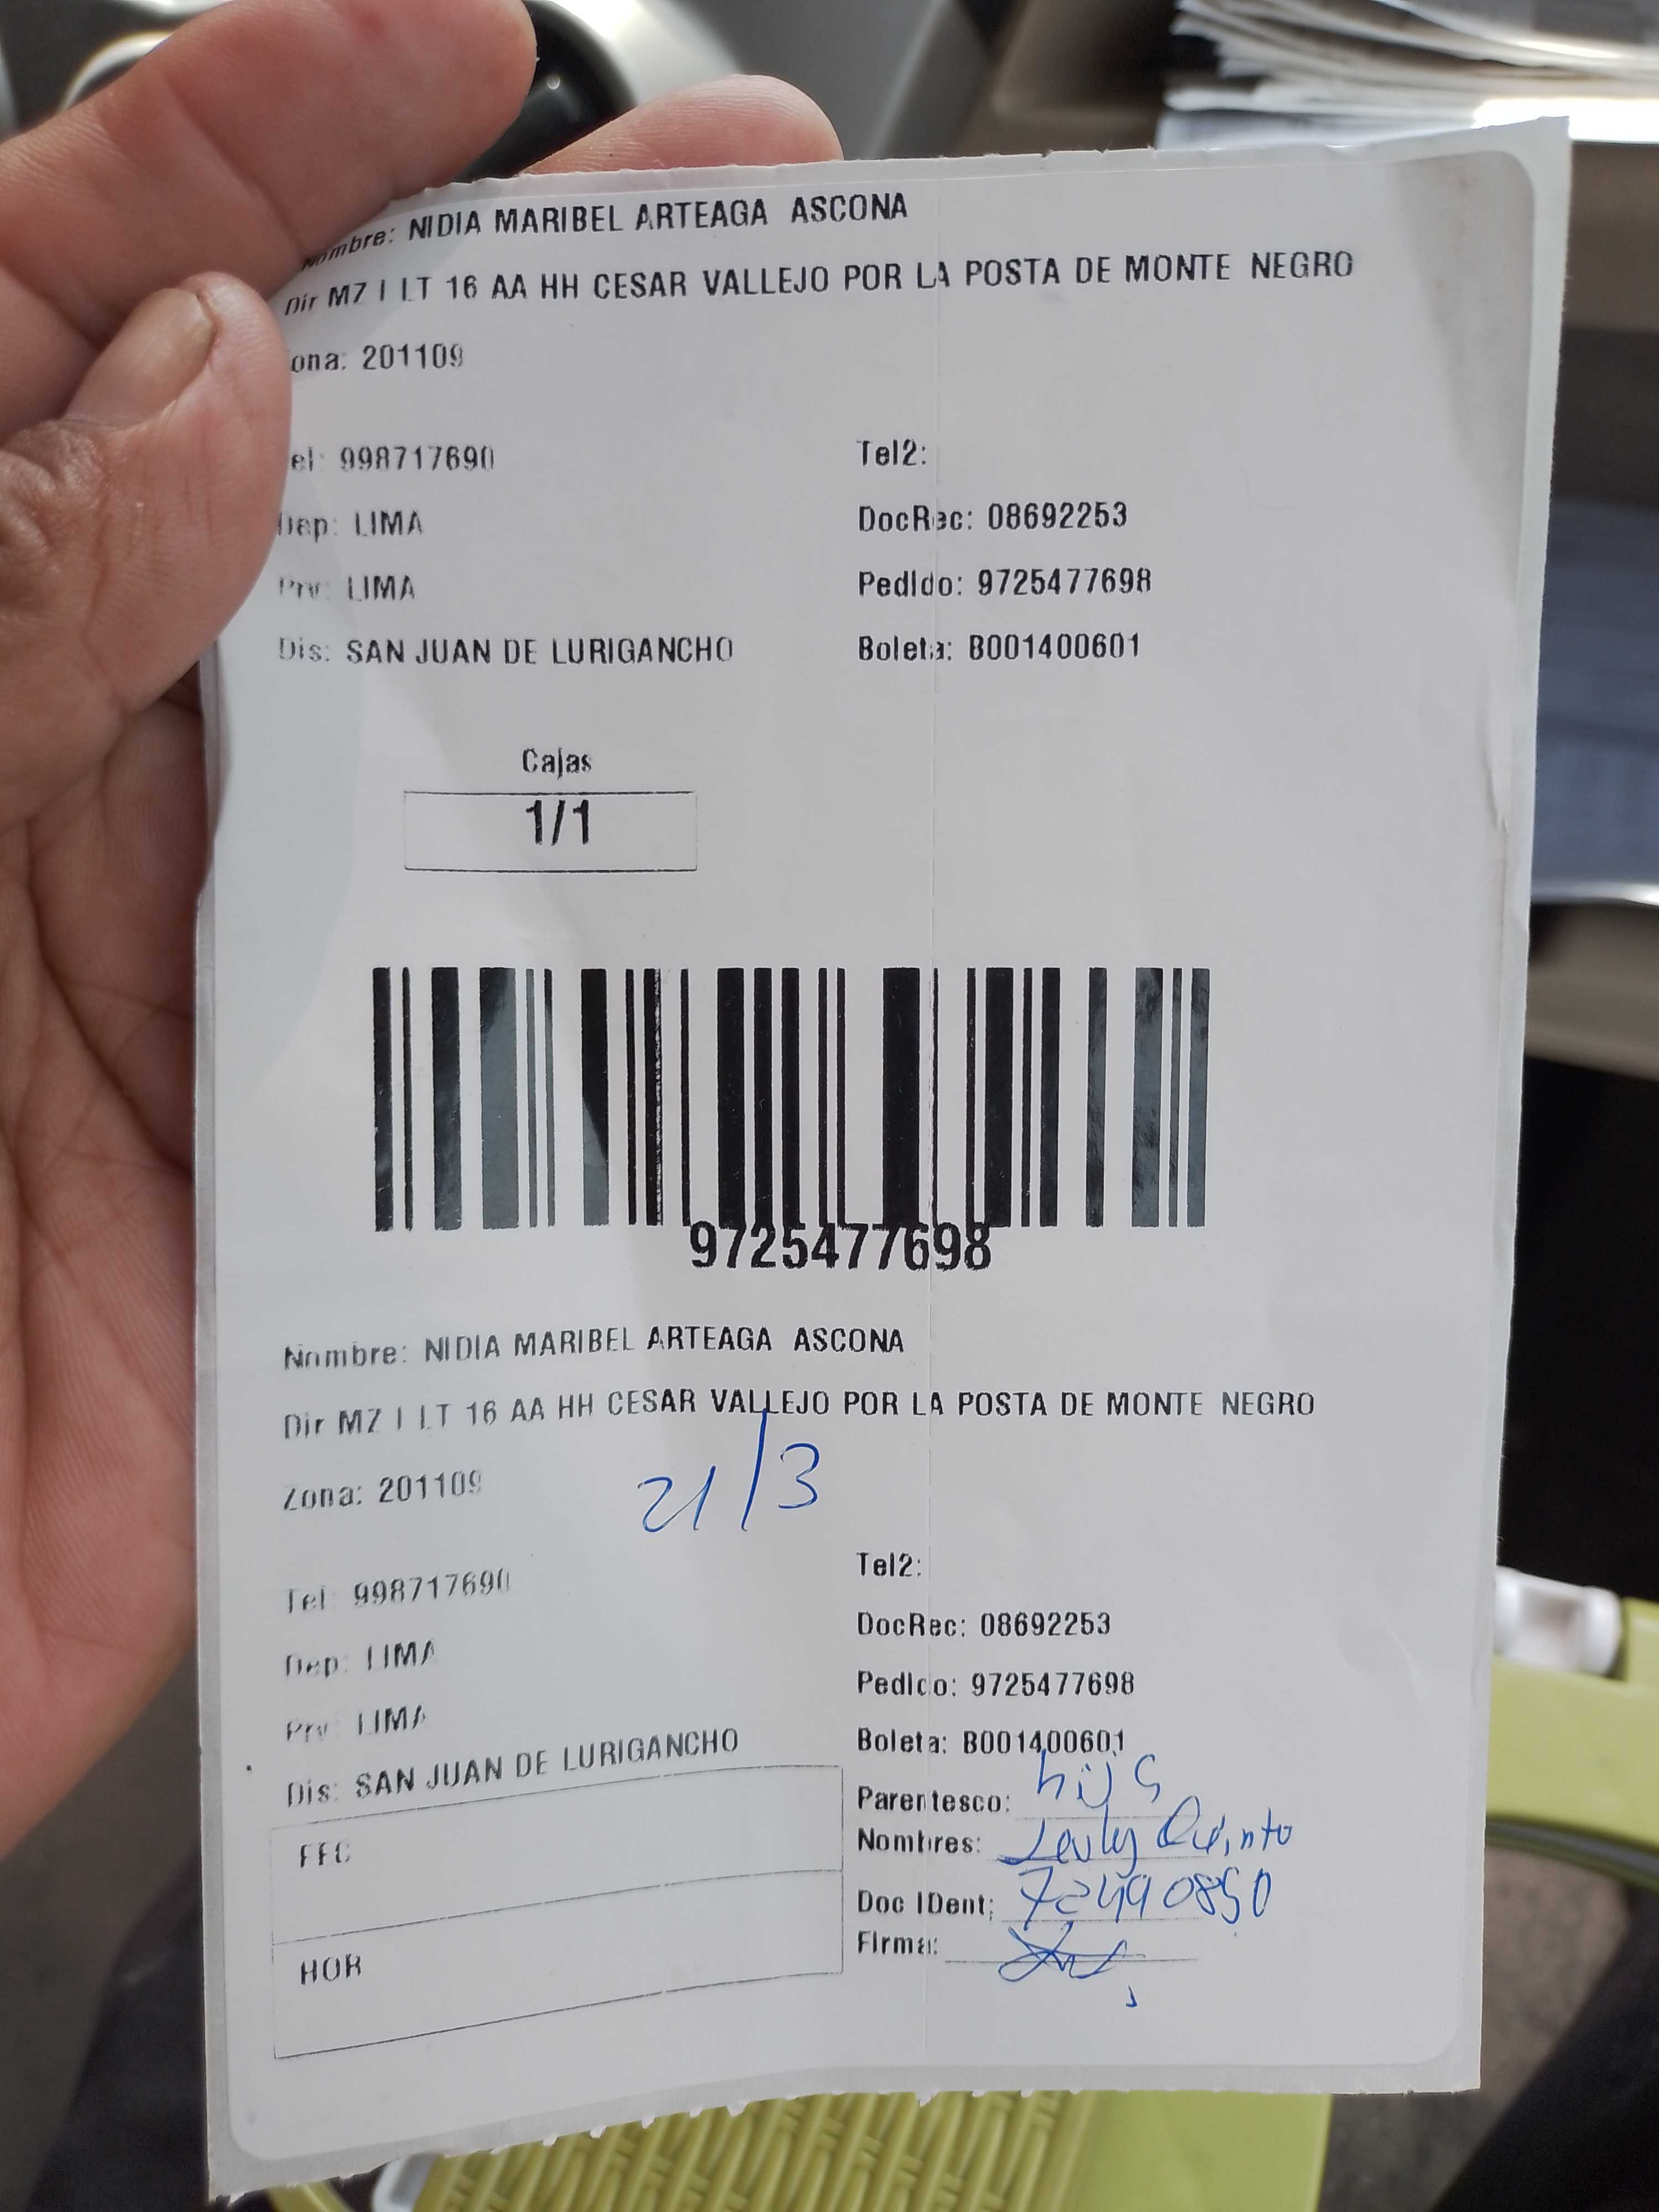 Nombre: NIDIA MARIBEL ARTEAGA ASCONA
Dir MZ I LT 16 AA HH CESAR VALLEJO POR LA POSTA DE MONTE NEGRO
ona: 201109
el: 998717690 Tel2:
Dep: LIMA DocRec: 08692253
Prv: LIMA Pedido: 9725477698
Dis: SAN JUAN DE LURIGANCHO Boleta: B001400601
Cajas
1/1
9725477698
Nombre: NIDIA MARIBEL ARTEAGA ASCONA
Dir MZ I LT 16 AA HH CESAR VALLEJO POR LA POSTA DE MONTE NEGRO
Zona: 201109 21/3
Tel: 998717690 Tel2:
Dep: LIMA DocRec: 08692253
Prv: LIMA Pedido: 9725477698
Dis: SAN JUAN DE LURIGANCHO Boleta: B001400601
Parentesco: hija
FEC Nombres: Quinto
Doc IDent: 72490850
HOR Firma: